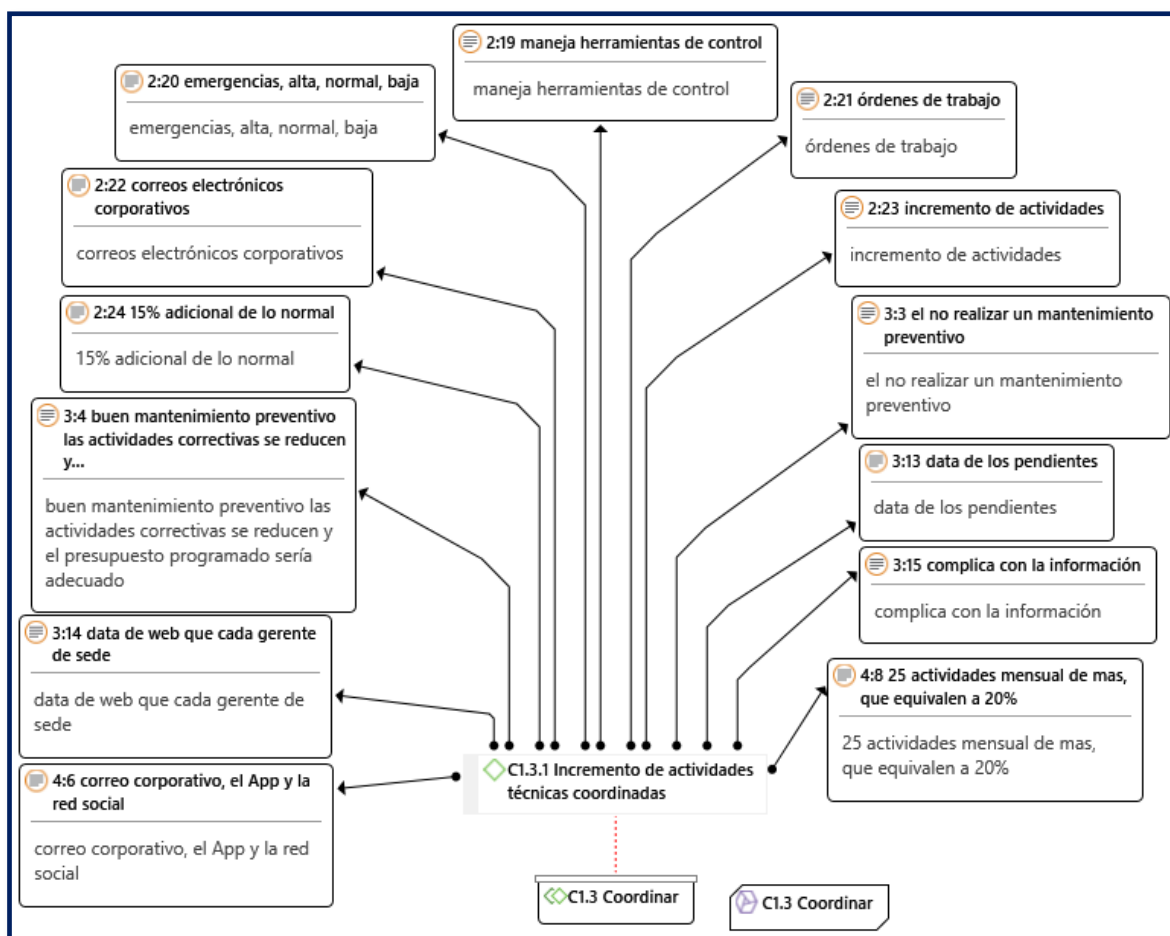 2:19 maneja herramientas de control
maneja herramientas de control
2:20 emergencias, alta, normal, baja
emergencias, alta, normal, baja
2:21 órdenes de trabajo
órdenes de trabajo
2:22 correos electrónicos
corporativos
correos electrónicos corporativos
2:23 incremento de actividades
incremento de actividades
2:24 15% adicional de lo normal
15% adicional de lo normal
3:3 el no realizar un mantenimiento
preventivo
el no realizar un mantenimiento
preventivo
3:4 buen mantenimiento preventivo
las actividades correctivas se reducen
y...
buen mantenimiento preventivo las
actividades correctivas se reducen y
el presupuesto programado sería
adecuado
3:13 data de los pendientes
data de los pendientes
3:15 complica con la información
complica con la información
3:14 data de web que cada gerente
de sede
data de web que cada gerente de
sede
4:8 25 actividades mensual de mas,
que equivalen a 20%
25 actividades mensual de mas,
que equivalen a 20%
4:6 correo corporativo, el App y la
red social
correo corporativo, el App y la red
social
C1.3.1 Incremento de actividades
técnicas coordinadas
C1.3 Coordinar
C1.3 Coordinar